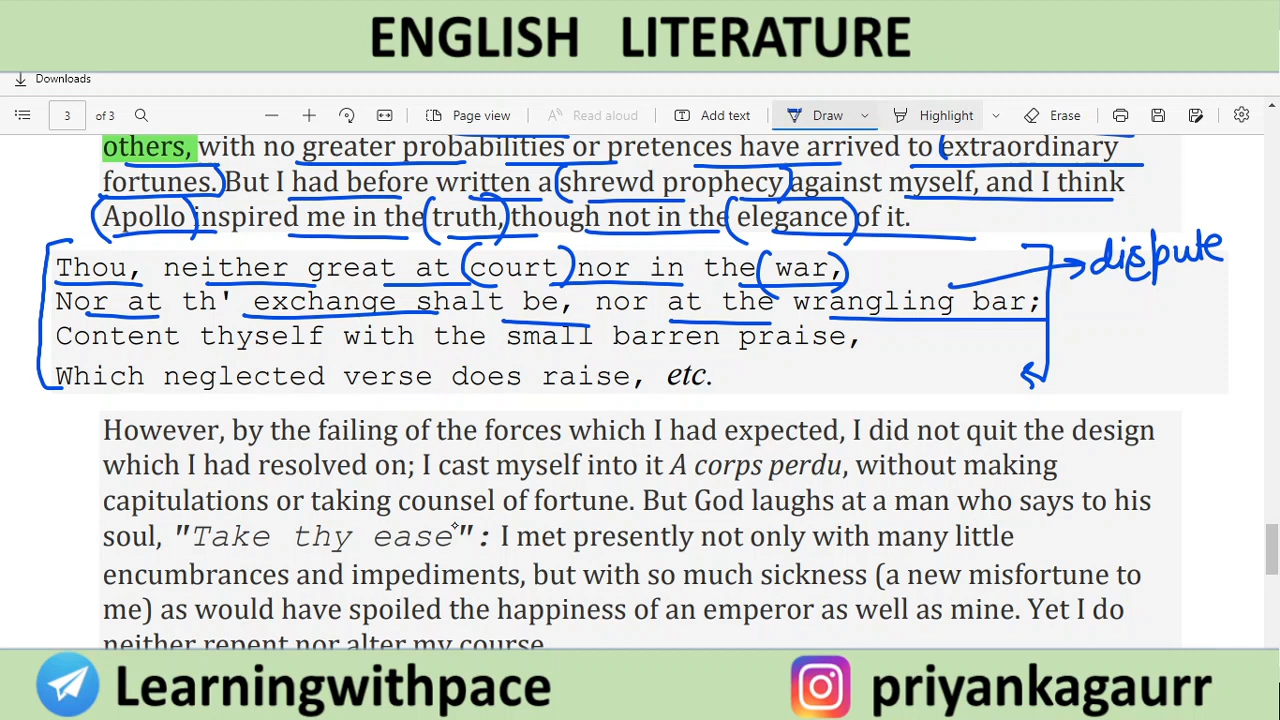 ENGLISH LITERATURE
Downloads
3 of 3 Page view Read aloud Add text Draw Highlight Erase
others, with no greater probabilities or pretences have arrived to extraordinary
fortunes. But I had before written a shrewd prophecy against myself, and I think
Apollo inspired me in the truth, though not in the elegance of it.
dispute
Thou, neither great at court nor in the war,
Nor at th' exchange shalt be, nor at the wrangling bar;
Content thyself with the small barren praise,
Which neglected verse does raise, etc.
However, by the failing of the forces which I had expected, I did not quit the design
which I had resolved on; I cast myself into it A corps perdu, without making
capitulations or taking counsel of fortune. But God laughs at a man who says to his
soul, "Take thy ease": I met presently not only with many little
encumbrances and impediments, but with so much sickness (a new misfortune to
me) as would have spoiled the happiness of an emperor as well as mine. Yet I do
neither repent nor alter my course.
Learningwithpace priyankagaurr